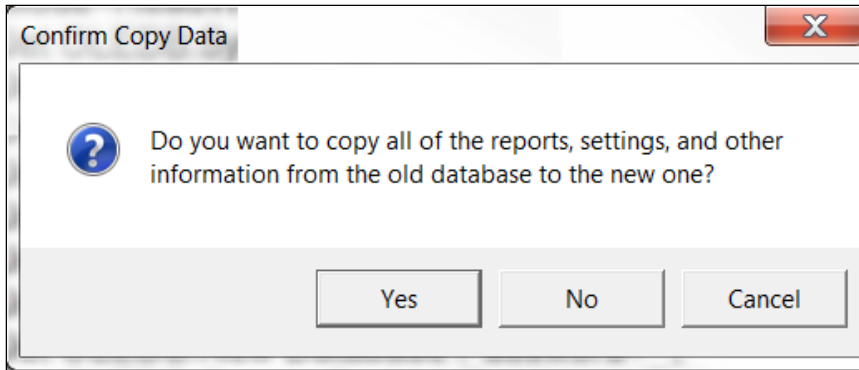 Confirm Copy Data
Do you want to copy all of the reports, settings, and other
information from the old database to the new one?
Yes
No
Cancel